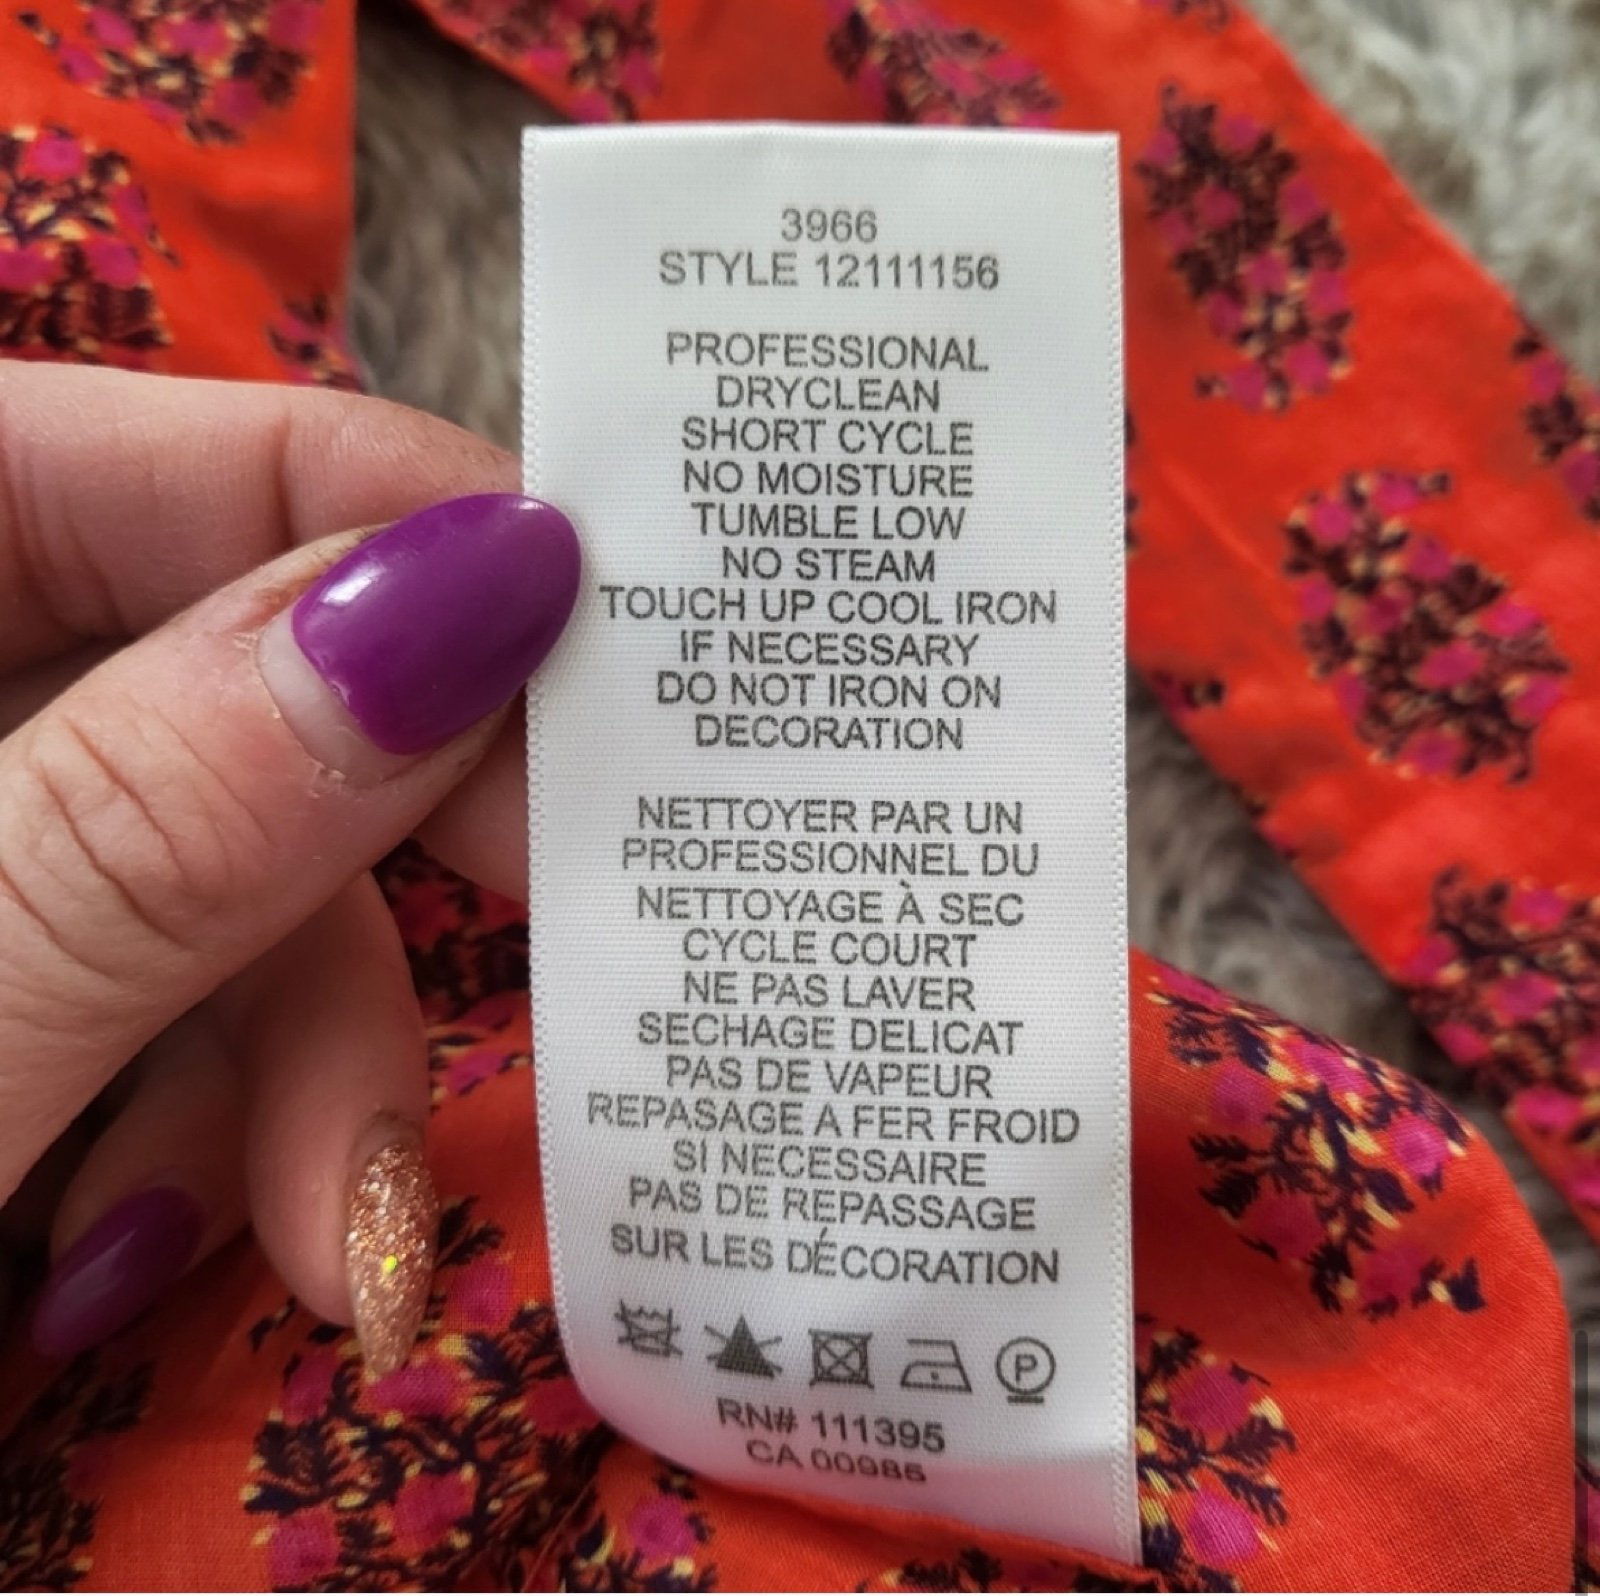 3966
STYLE 12111156
PROFESSIONAL
DRYCLEAN
SHORT CYCLE
NO MOISTURE
TUMBLE LOW
NO STEAM
TOUCH UP COOL IRON
IF NECESSARY
DO NOT IRON ON
DECORATION
NETTOYER PAR UN
PROFESSIONNEL DU
NETTOYAGE À SEC
CYCLE COURT
NE PAS LAVER
SECHAGE DELICAT
PAS DE VAPEUR
REPASAGE A FER FROID
SI NECESSAIRE
PAS DE REPASSAGE
SUR LES DÉCORATION
P
RN# 111395
CA 00985